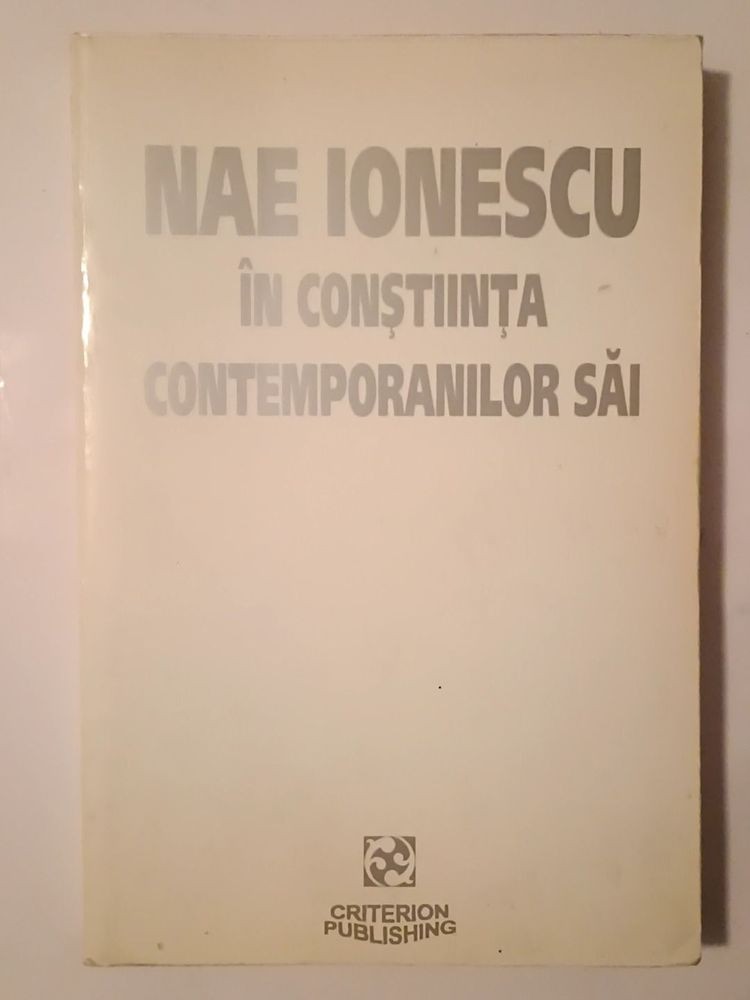 NAE IONESCU
ÎN CONŞTIINŢA
CONTEMPORANILOR SĂI
CRITERION
PUBLISHING